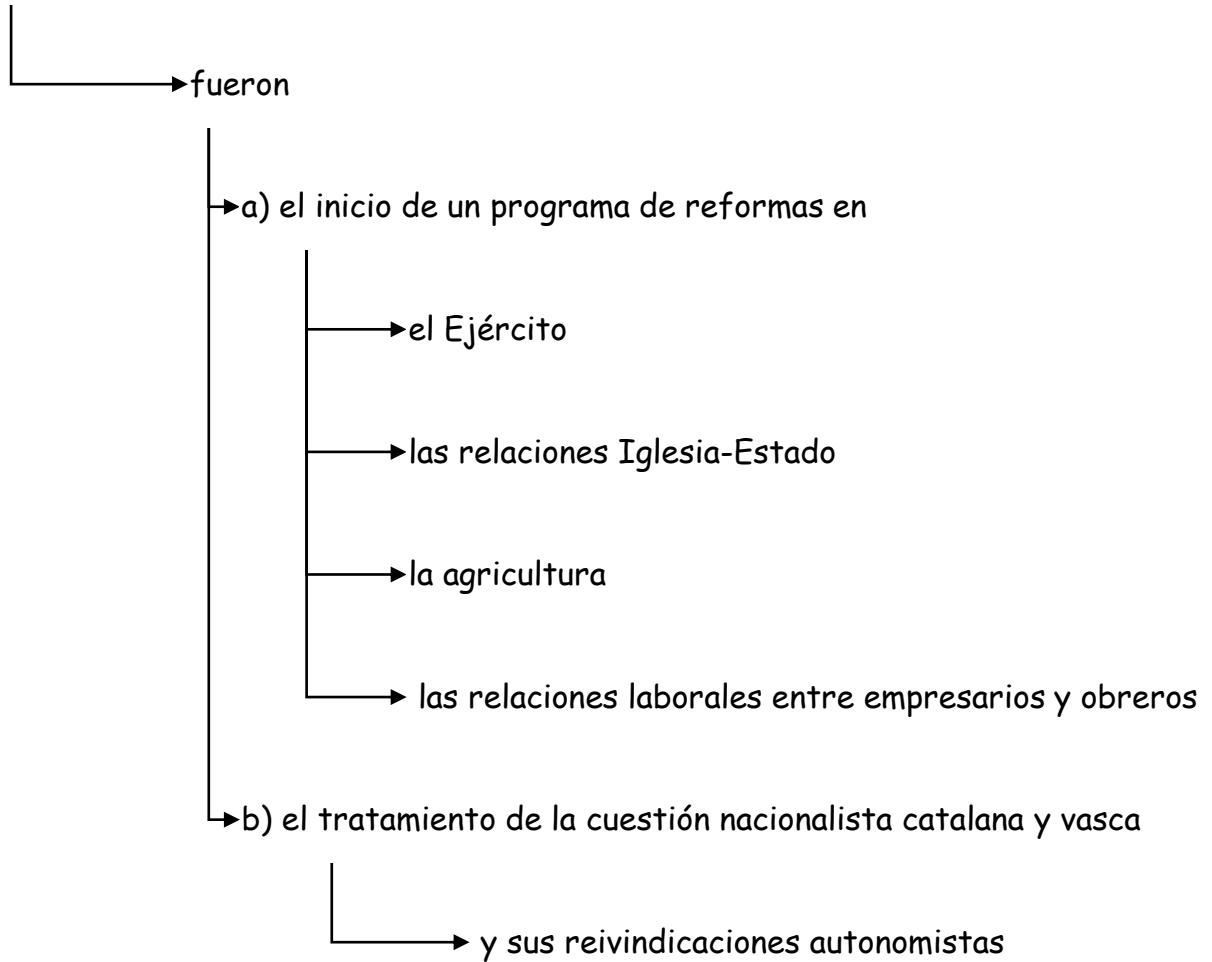 fueron
a) el inicio de un programa de reformas en
el Ejército
las relaciones Iglesia-Estado
la agricultura
las relaciones laborales entre empresarios y obreros
b) el tratamiento de la cuestión nacionalista catalana y vasca
y sus reivindicaciones autonomistas